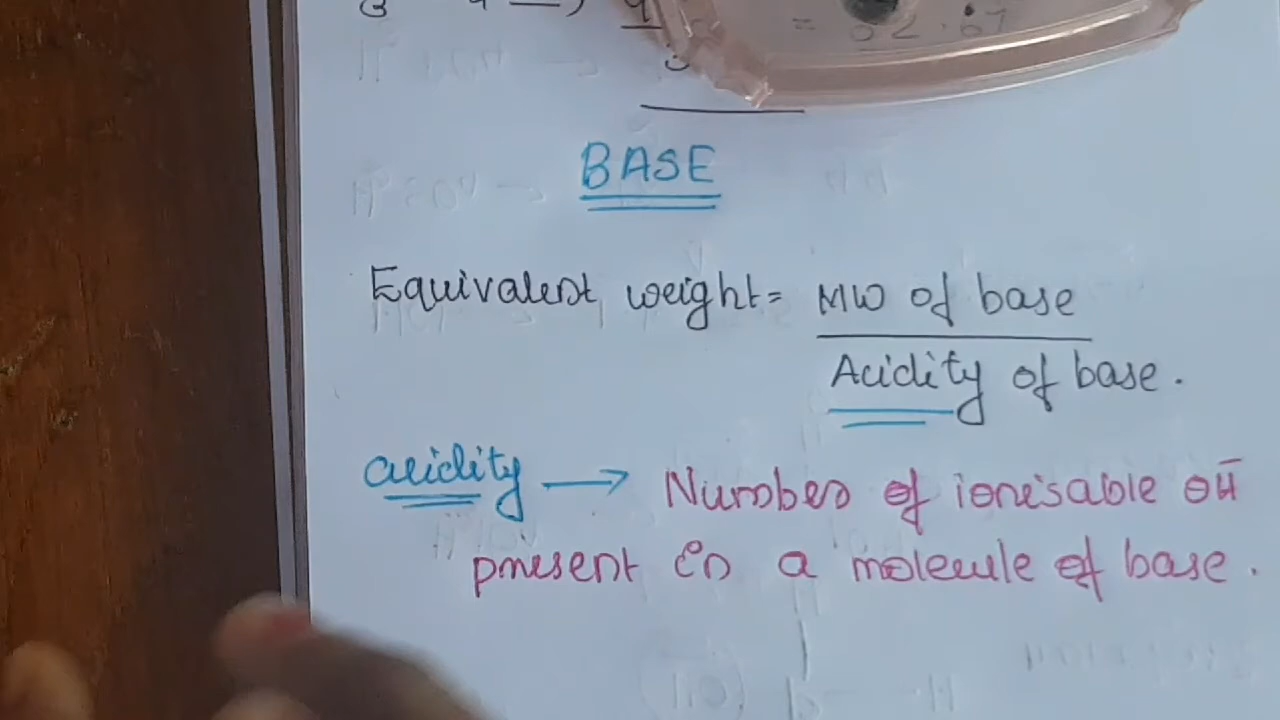 BASE
Equivalent weight = MW of base
Acidity of base.
acidity → Number of ionisable OH⁻
present in a molecule of base.